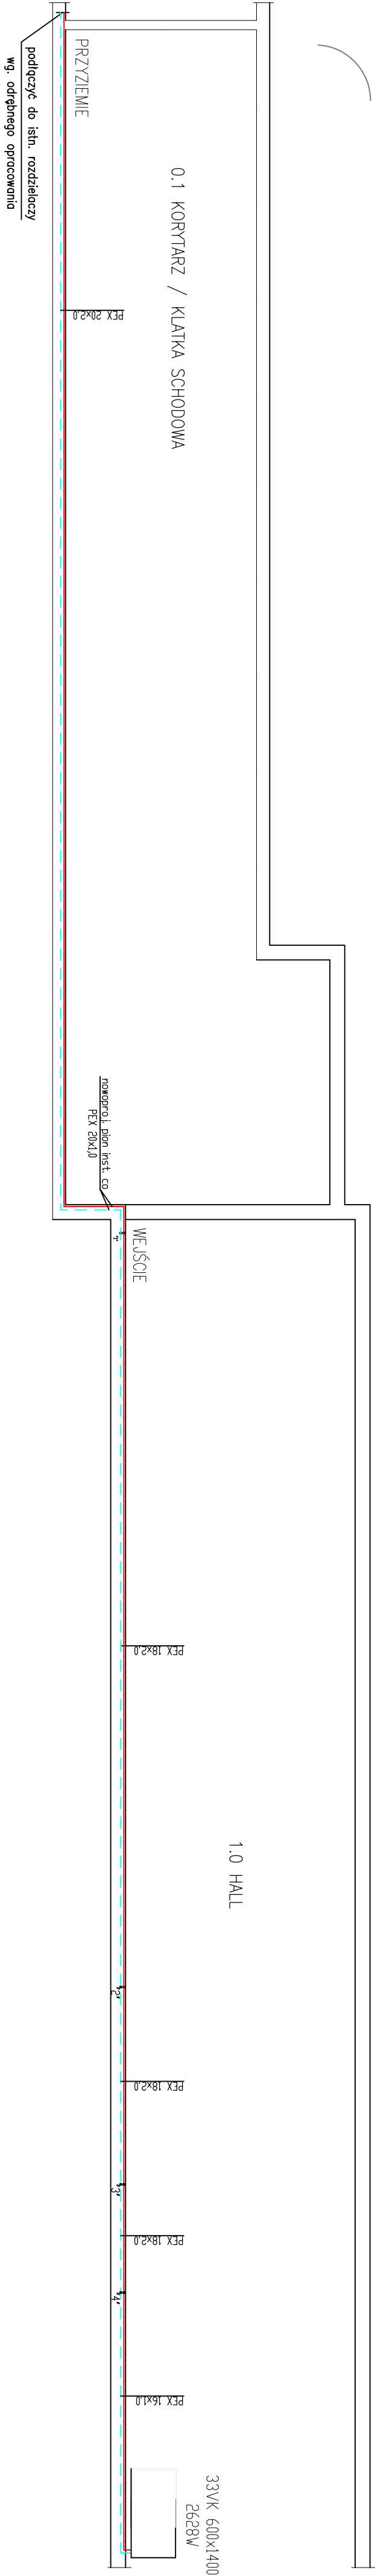 podłączyć do istn. rozdzielaczy
wg. odrębnego opracowania
PRZYZIEMIE
0.1 KORYTARZ / KLATKA SCHODOWA
PEX 20x2.0
nowoproj. pion inst. co
PEX 20x1,0
WEJŚCIE
1'
PEX 18x2.0
1.0 HALL
2'
PEX 18x2.0
3'
PEX 18x2.0
4'
PEX 16x1.0
33VK 600x1400
2628W